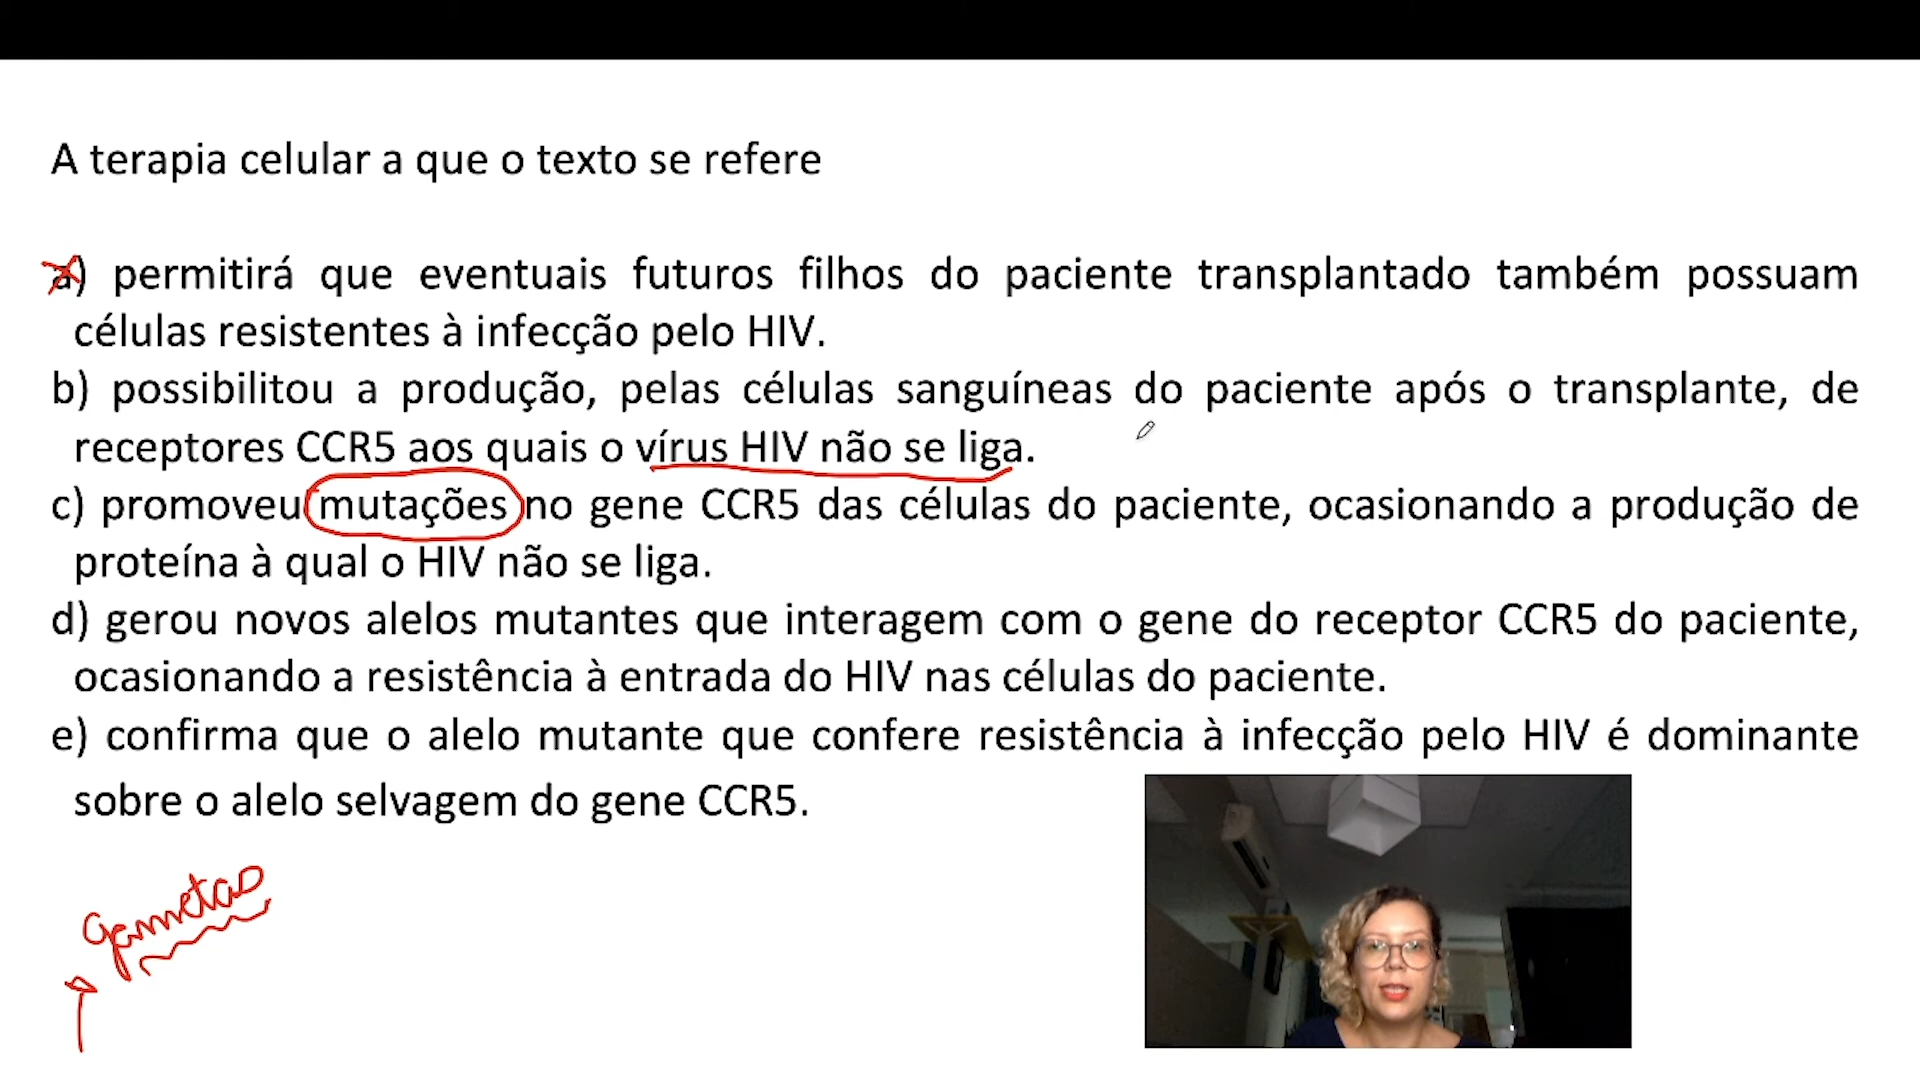 A terapia celular a que o texto se refere
a) permitirá que eventuais futuros filhos do paciente transplantado também possuam
células resistentes à infecção pelo HIV.
b) possibilitou a produção, pelas células sanguíneas do paciente após o transplante, de
receptores CCR5 aos quais o vírus HIV não se liga.
c) promoveu mutações no gene CCR5 das células do paciente, ocasionando a produção de
proteína à qual o HIV não se liga.
d) gerou novos alelos mutantes que interagem com o gene do receptor CCR5 do paciente,
ocasionando a resistência à entrada do HIV nas células do paciente.
e) confirma que o alelo mutante que confere resistência à infecção pelo HIV é dominante
sobre o alelo selvagem do gene CCR5.
gametas